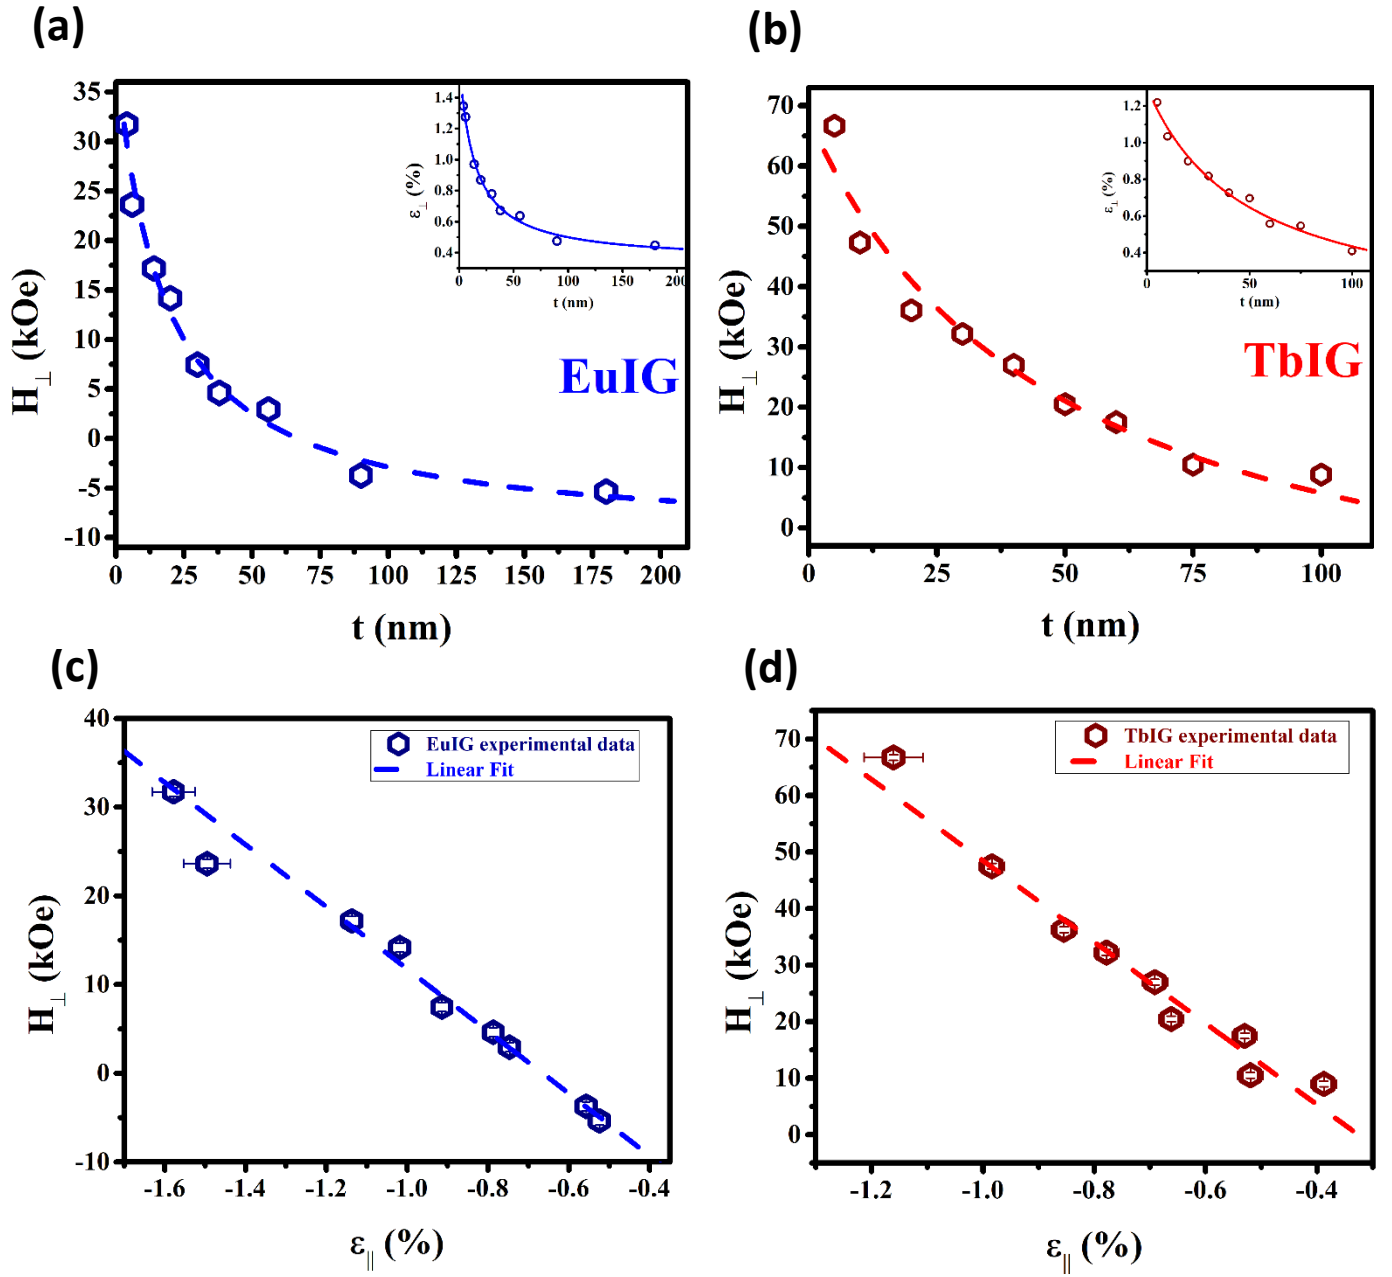 (a)
35
30
25
20
15
10
5
0
-5
-10
H⊥ (kOe)
0 25 50 75 100 125 150 175 200
t (nm)
1.4
1.2
1.0
0.8
0.6
0.4
ε⊥ (%)
0 50 100 150 200
t (nm)
EuIG
(b)
70
60
50
40
30
20
10
0
H⊥ (kOe)
0 25 50 75 100
t (nm)
1.2
1.0
0.8
0.6
0.4
ε⊥ (%)
0 50 100
t (nm)
TbIG
(c)
40
30
20
10
0
-10
H⊥ (kOe)
-1.6 -1.4 -1.2 -1.0 -0.8 -0.6 -0.4
ε|| (%)
EuIG experimental data
Linear Fit
(d)
70
60
50
40
30
20
10
0
H⊥ (kOe)
-1.2 -1.0 -0.8 -0.6 -0.4
ε|| (%)
TbIG experimental data
Linear Fit